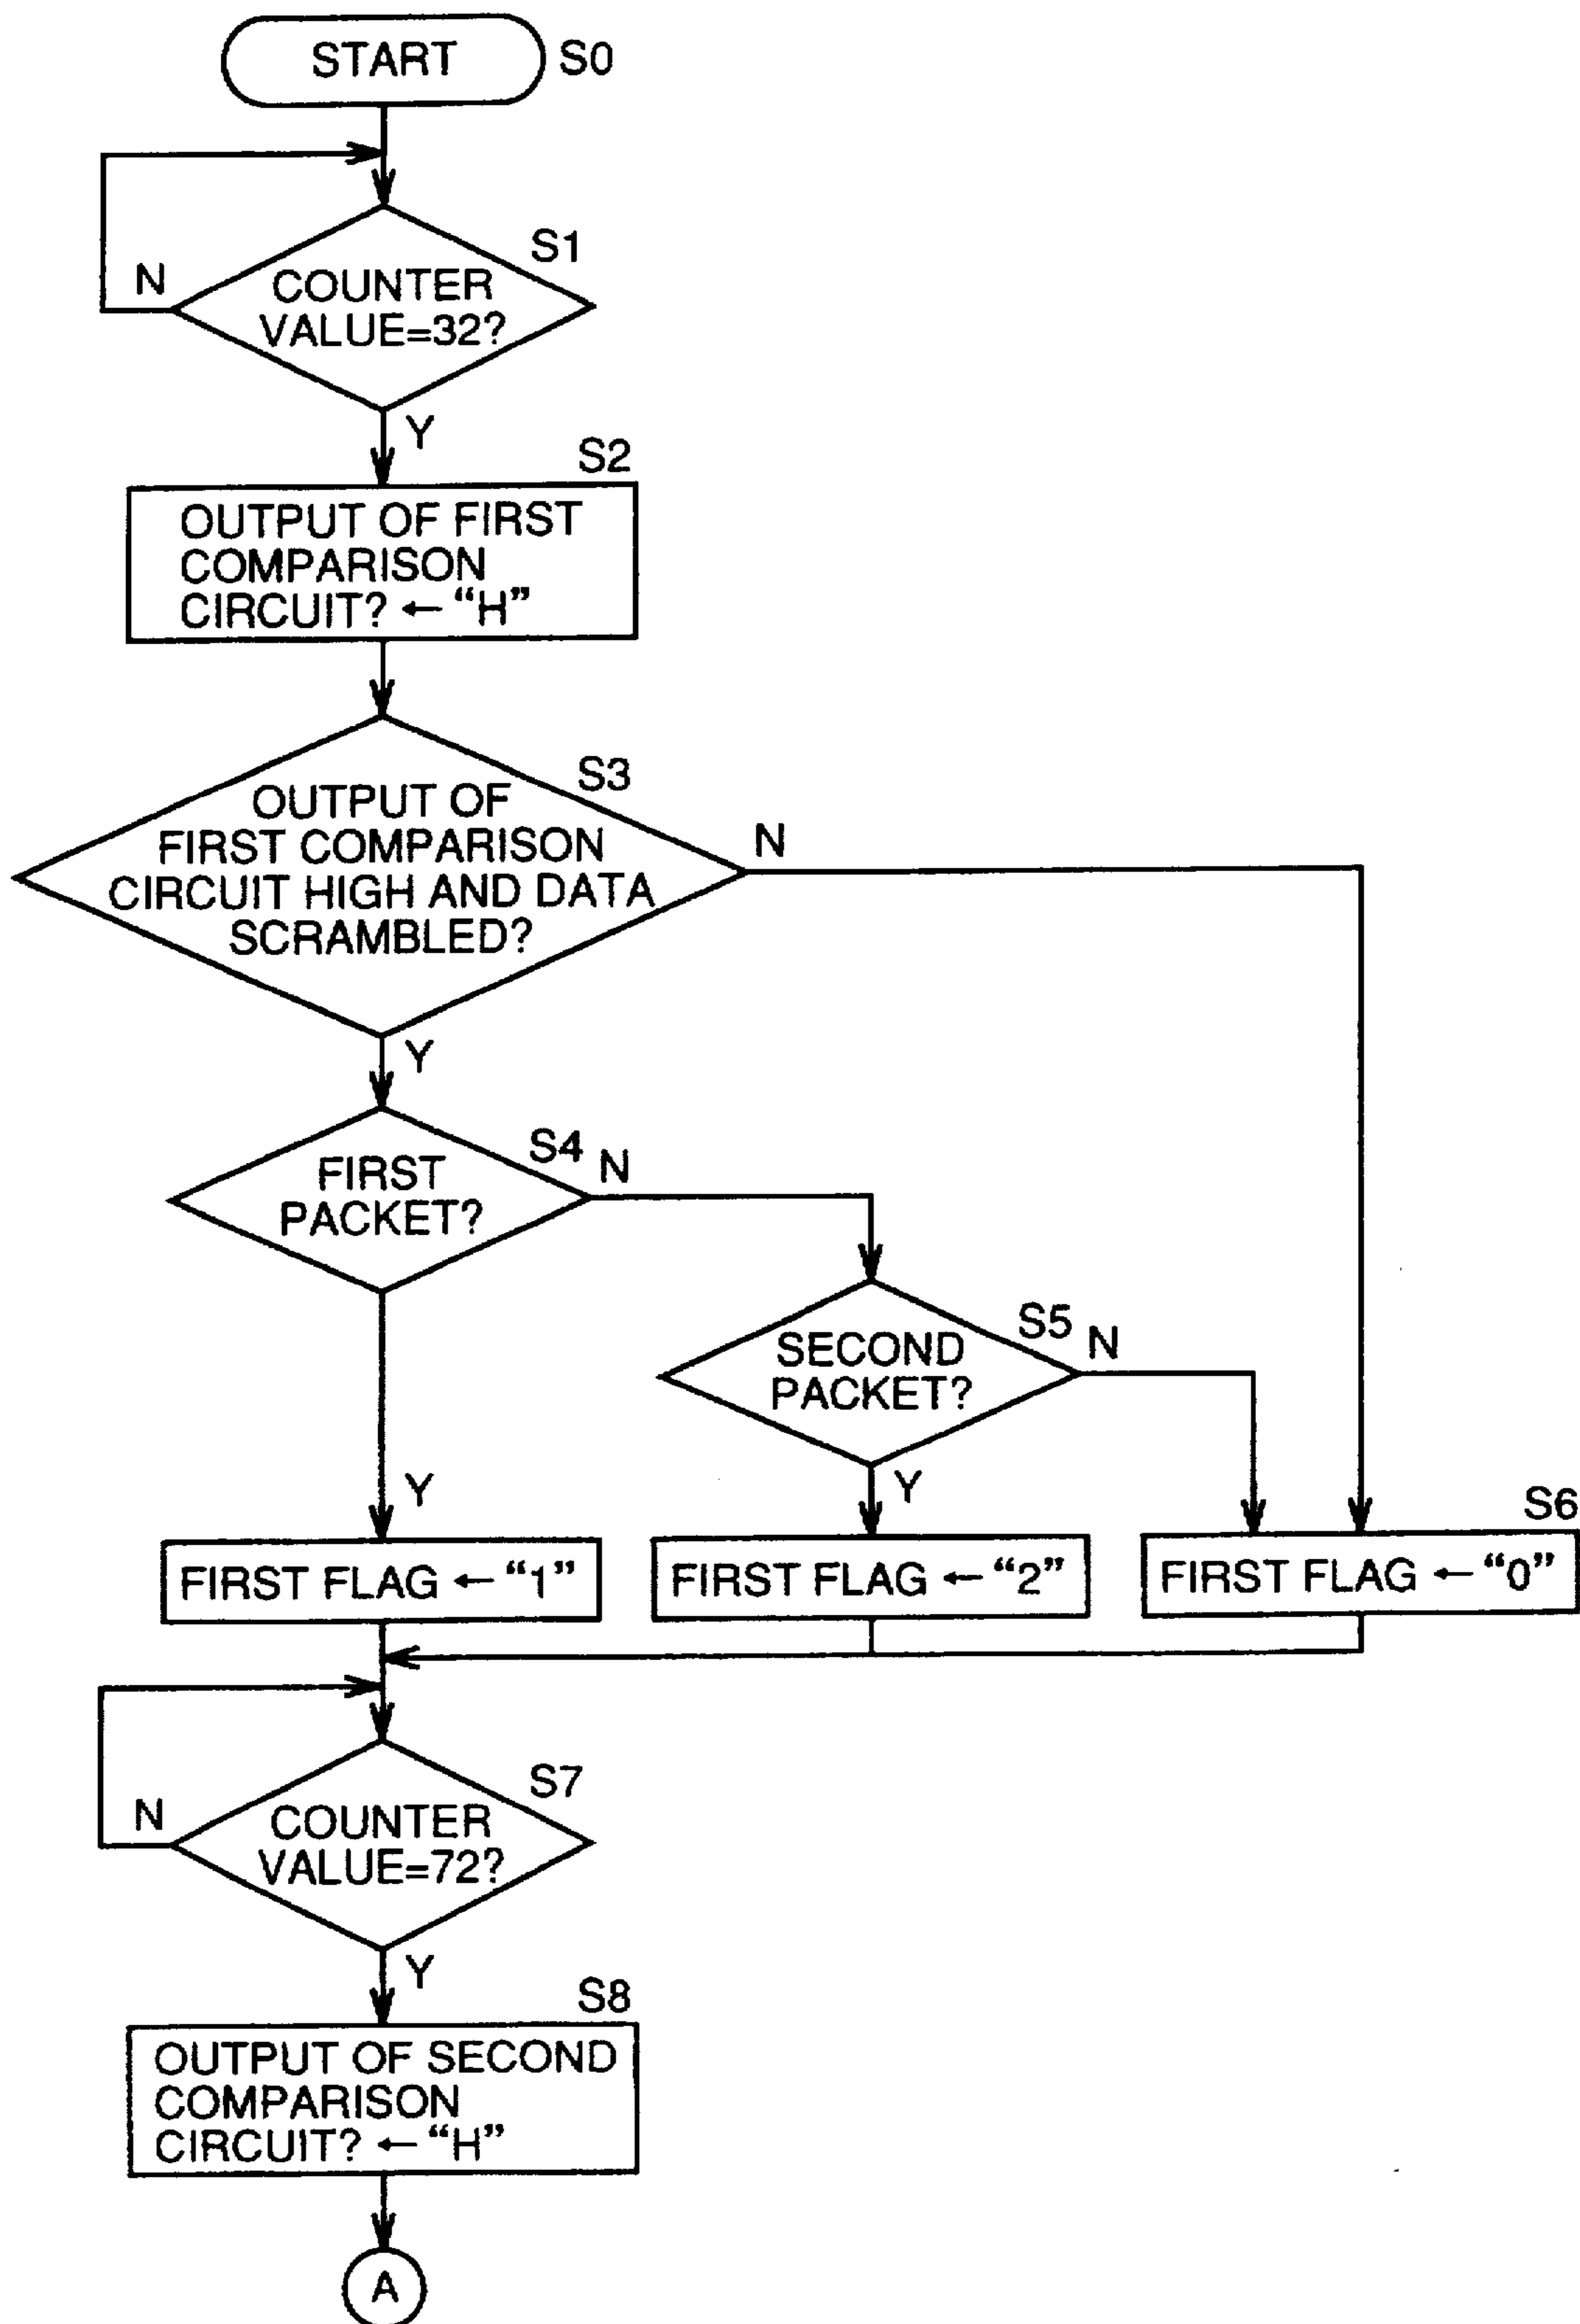 START S0
S1
N COUNTER
VALUE=32?
Y
S2
OUTPUT OF FIRST
COMPARISON
CIRCUIT? ← “H”
S3
OUTPUT OF
FIRST COMPARISON N
CIRCUIT HIGH AND DATA
SCRAMBLED?
Y
S4 N
FIRST
PACKET?
S5 N
SECOND
PACKET?
Y Y
S6
FIRST FLAG ← “1” FIRST FLAG ← “2” FIRST FLAG ← “0”
S7
N COUNTER
VALUE=72?
Y
S8
OUTPUT OF SECOND
COMPARISON
CIRCUIT? ← “H”
A